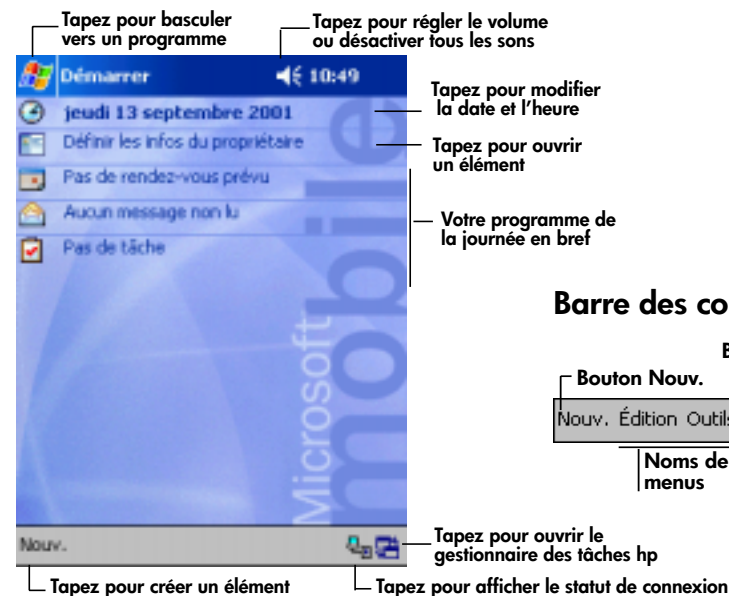 Tapez pour basculer
vers un programme
Tapez pour régler le volume
ou désactiver tous les sons
Démarrer 10:49
jeudi 13 septembre 2001
Définir les infos du propriétaire
Pas de rendez-vous prévu
Aucun message non lu
Pas de tâche
Microsoft
mobile
Nouv.
Tapez pour modifier
la date et l'heure
Tapez pour ouvrir
un élément
Votre programme de
la journée en bref
Tapez pour ouvrir le
gestionnaire des tâches hp
Tapez pour créer un élément
Tapez pour afficher le statut de connexion
Barre des co
B
Bouton Nouv.
Nouv. Édition Outils
Noms de
menus